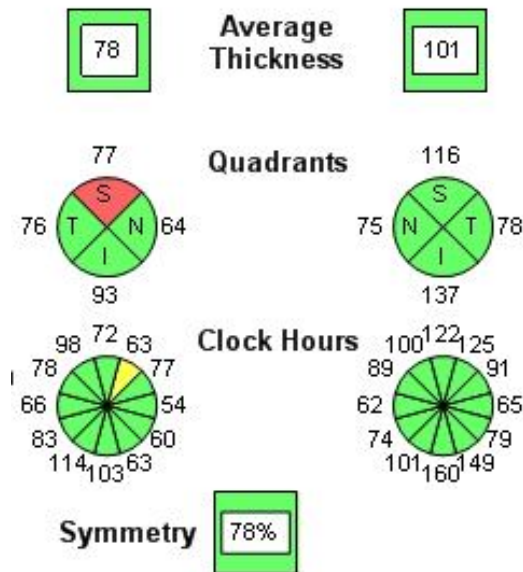 78 Average Thickness 101
77 Quadrants 116
S S
76 T N 64 75 N T 78
I I
93 137
Clock Hours
98 72 63 100 122 125
78 77 89 91
66 54 62 65
83 60 74 79
114 103 63 101 160 149
Symmetry 78%